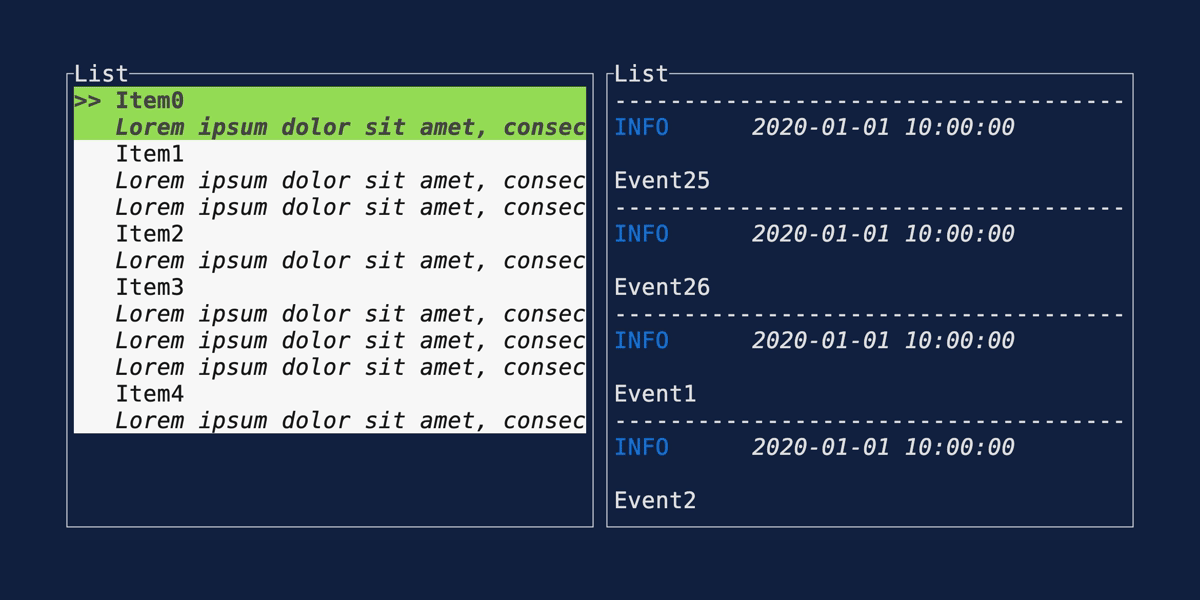 List
>> Item0
Lorem ipsum dolor sit amet, consec
Item1
Lorem ipsum dolor sit amet, consec
Lorem ipsum dolor sit amet, consec
Item2
Lorem ipsum dolor sit amet, consec
Item3
Lorem ipsum dolor sit amet, consec
Lorem ipsum dolor sit amet, consec
Lorem ipsum dolor sit amet, consec
Item4
Lorem ipsum dolor sit amet, consec
List
-------------------------------------
INFO 2020-01-01 10:00:00
Event25
-------------------------------------
INFO 2020-01-01 10:00:00
Event26
-------------------------------------
INFO 2020-01-01 10:00:00
Event1
-------------------------------------
INFO 2020-01-01 10:00:00
Event2